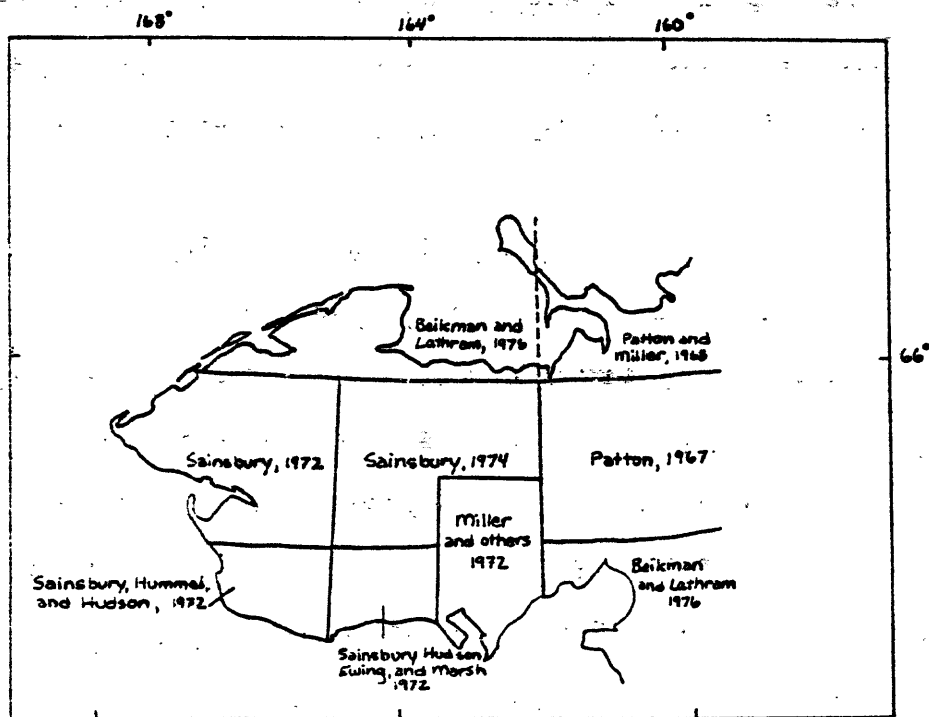 168° 164° 160°
Beikman and
Lathram, 1976
Patton and
Miller, 1968
66°
Sainsbury, 1972
Sainsbury, 1974
Patton, 1967
Miller
and others
1972
Sainsbury, Hummel,
and Hudson, 1972
Beikman
and Lathram
1976
Sainsbury Hudson
Ewing, and Marsh
1972